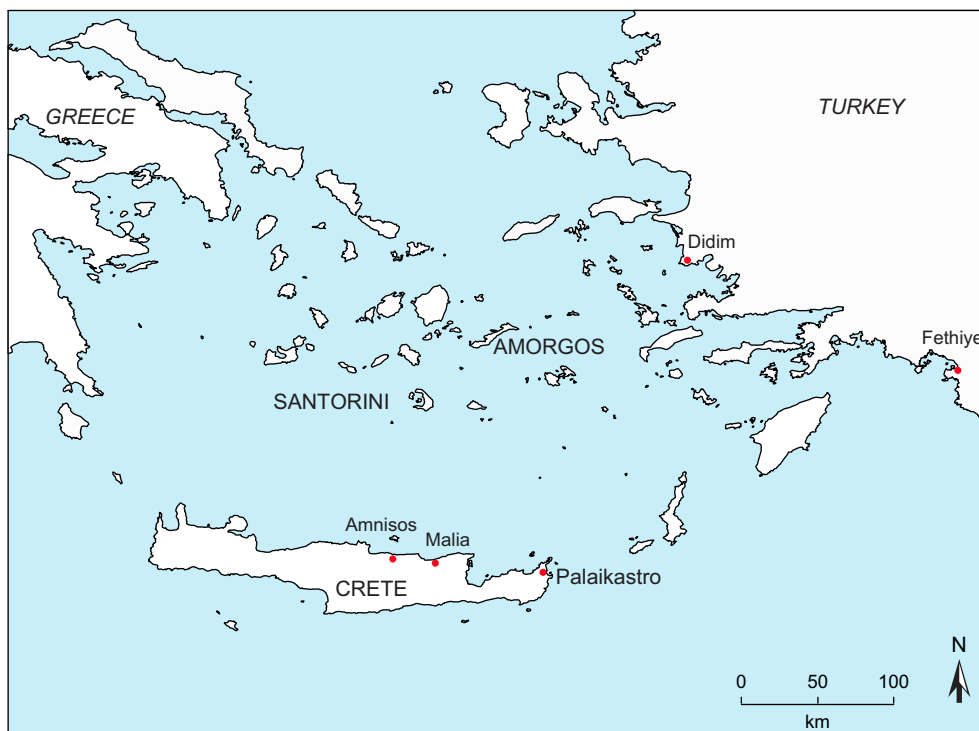 GREECE
TURKEY
Didim
AMORGOS
Fethiye
SANTORINI
Amnisos
Malia
CRETE
Palaikastro
N
0 50 100
km